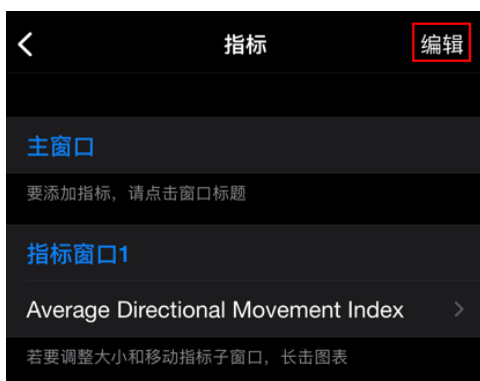 指标
编辑
主窗口
要添加指标，请点击窗口标题
指标窗口1
Average Directional Movement Index
若要调整大小和移动指标子窗口，长击图表